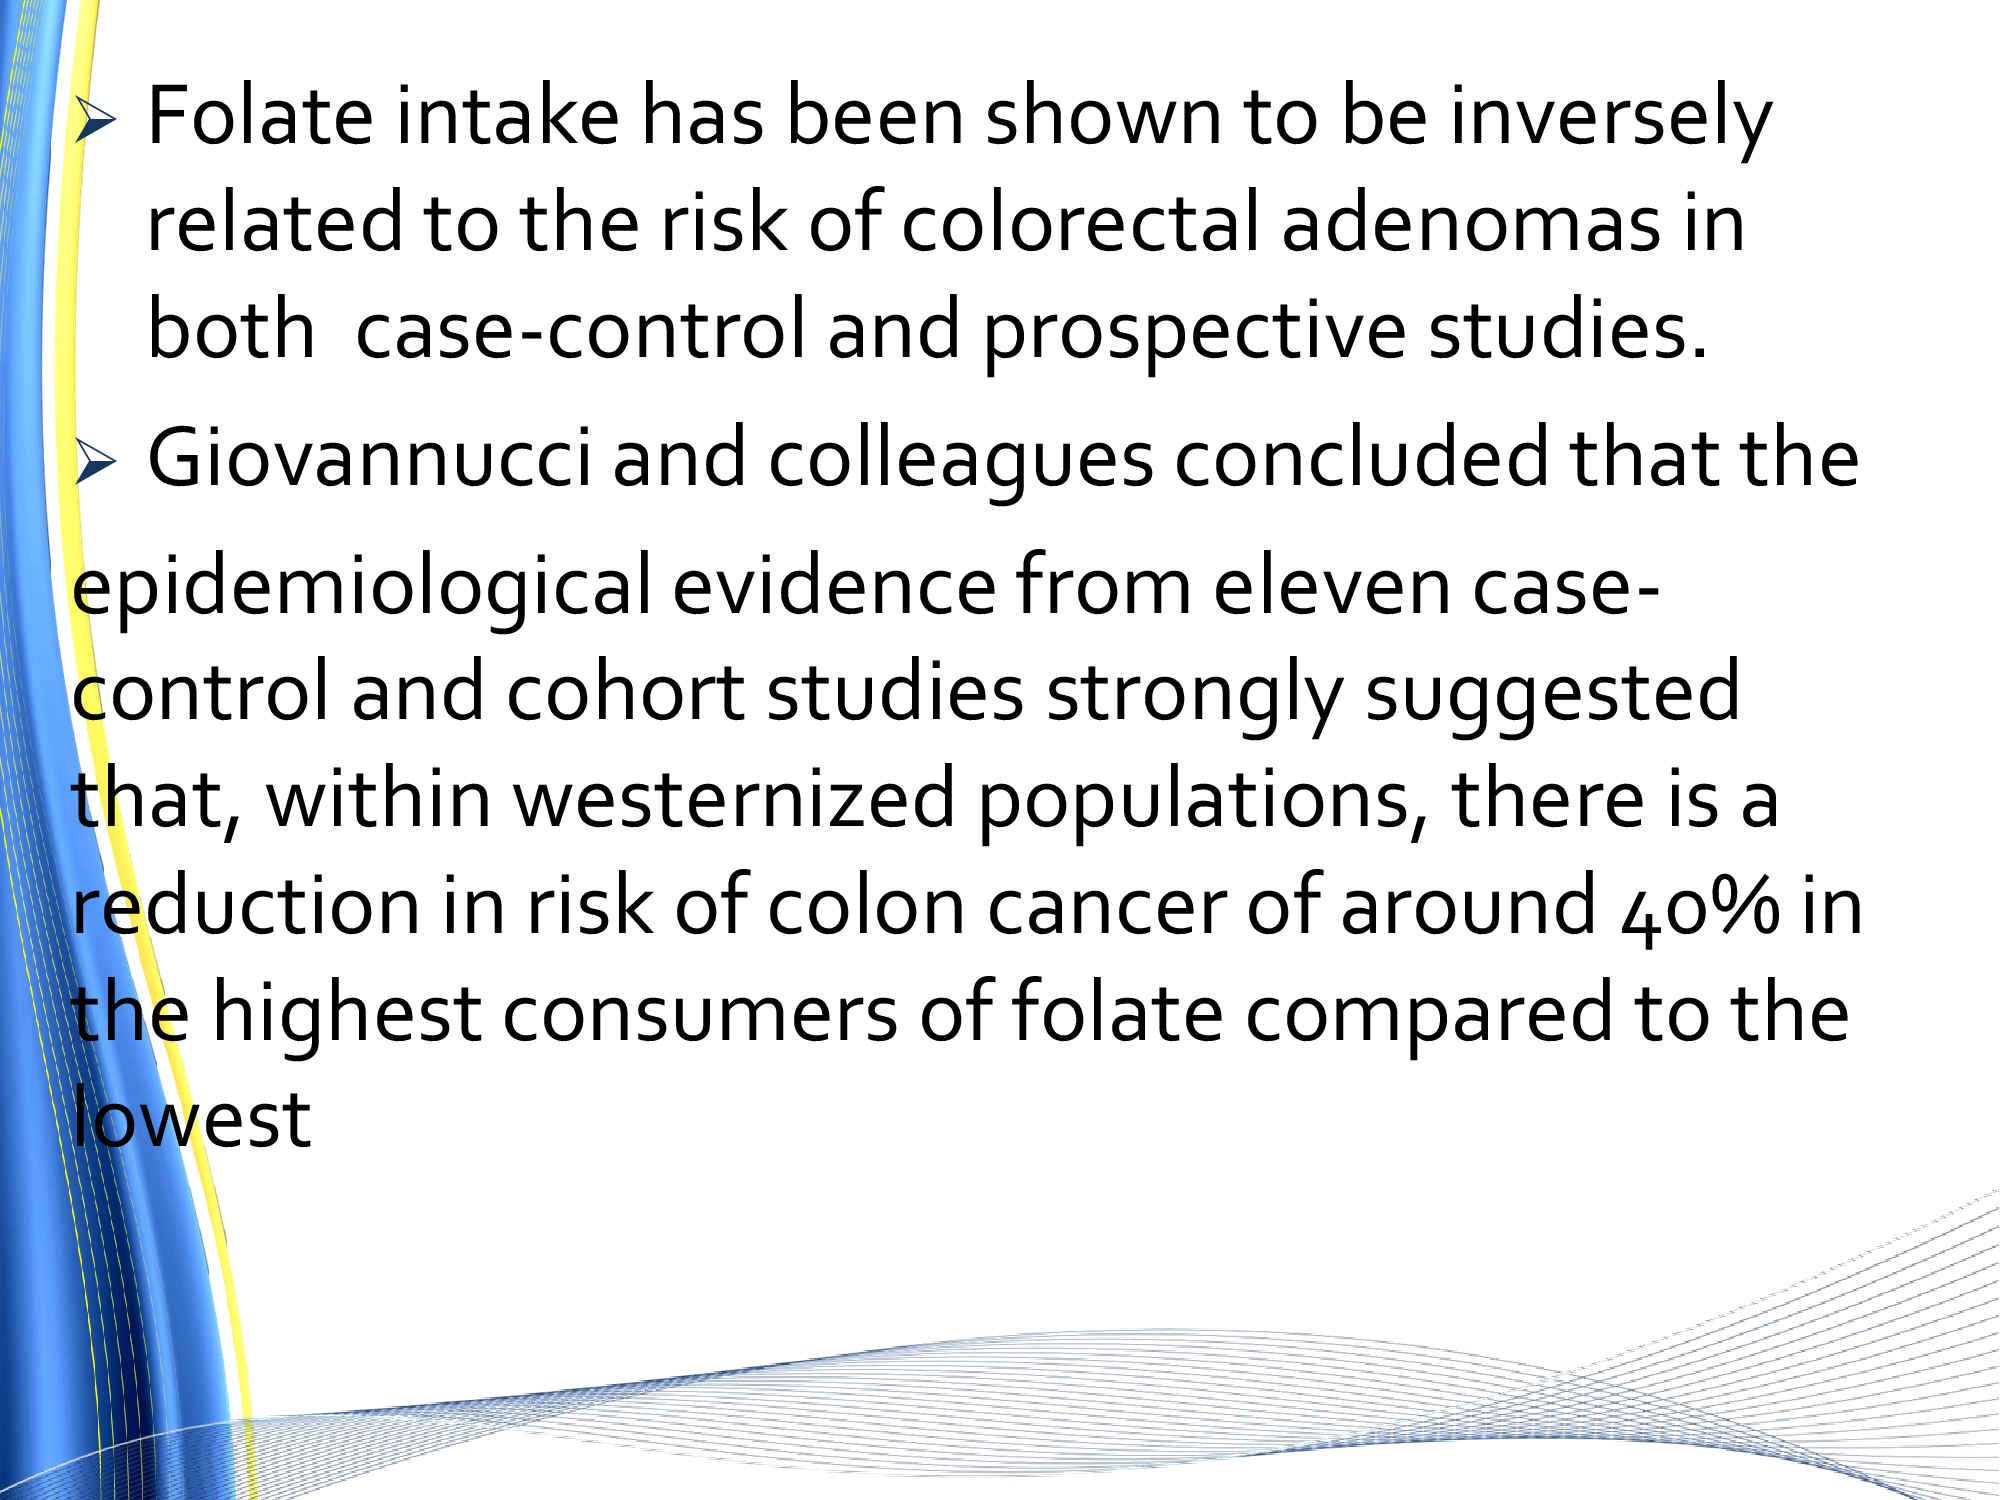 Folate intake has been shown to be inversely
related to the risk of colorectal adenomas in
both  case-control and prospective studies.
Giovannucci and colleagues concluded that the
epidemiological evidence from eleven case-
control and cohort studies strongly suggested
that, within westernized populations, there is a
reduction in risk of colon cancer of around 40% in
the highest consumers of folate compared to the
lowest